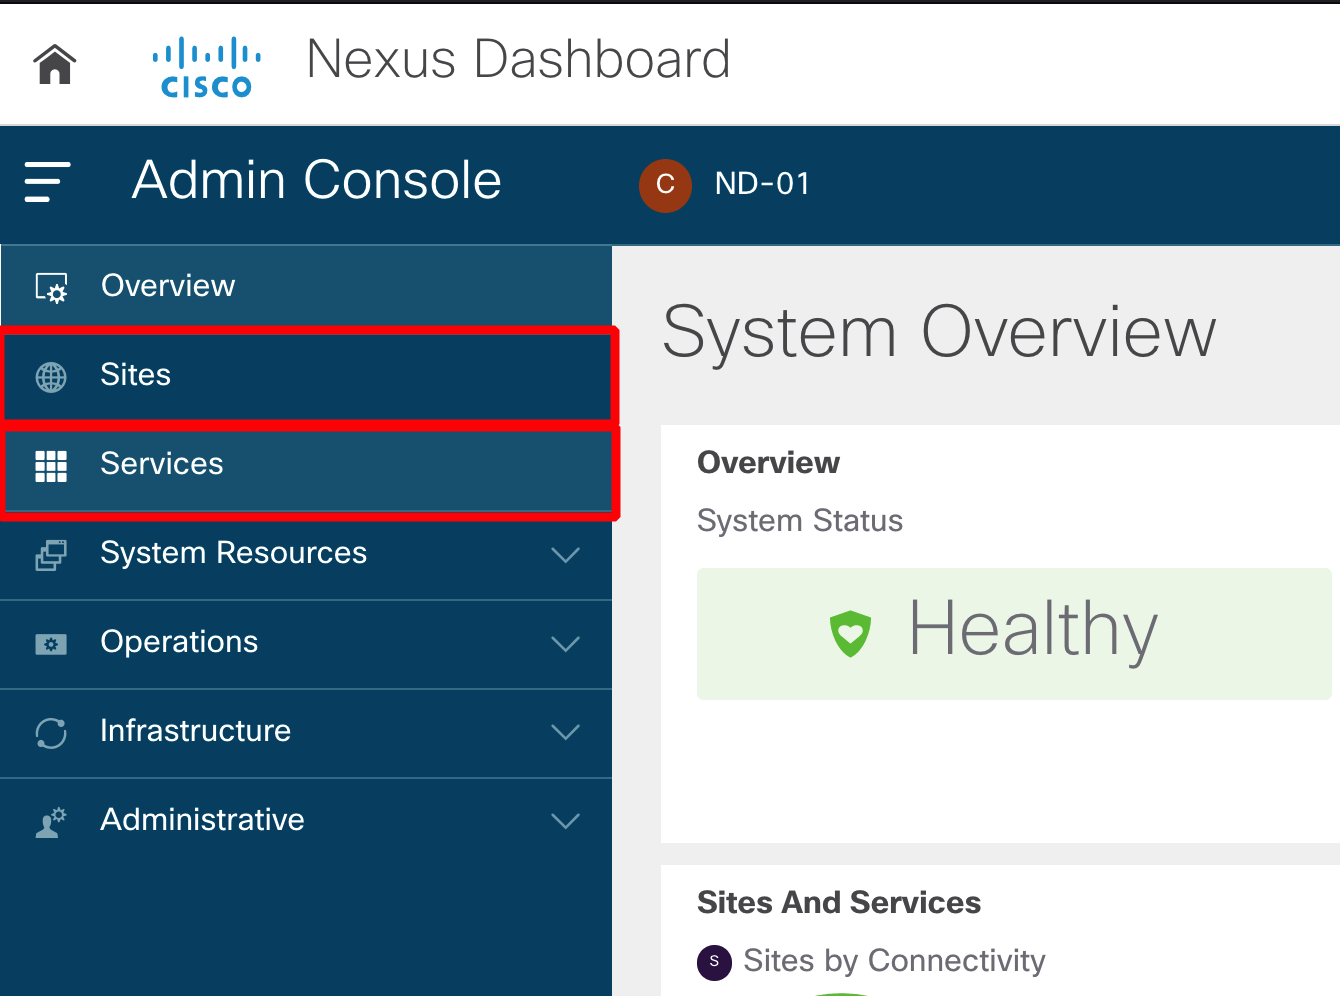 CISCO
Nexus Dashboard
Admin Console
C
ND-01
Overview
Sites
Services
System Resources
Operations
Infrastructure
Administrative
System Overview
Overview
System Status
Healthy
Sites And Services
S
Sites by Connectivity